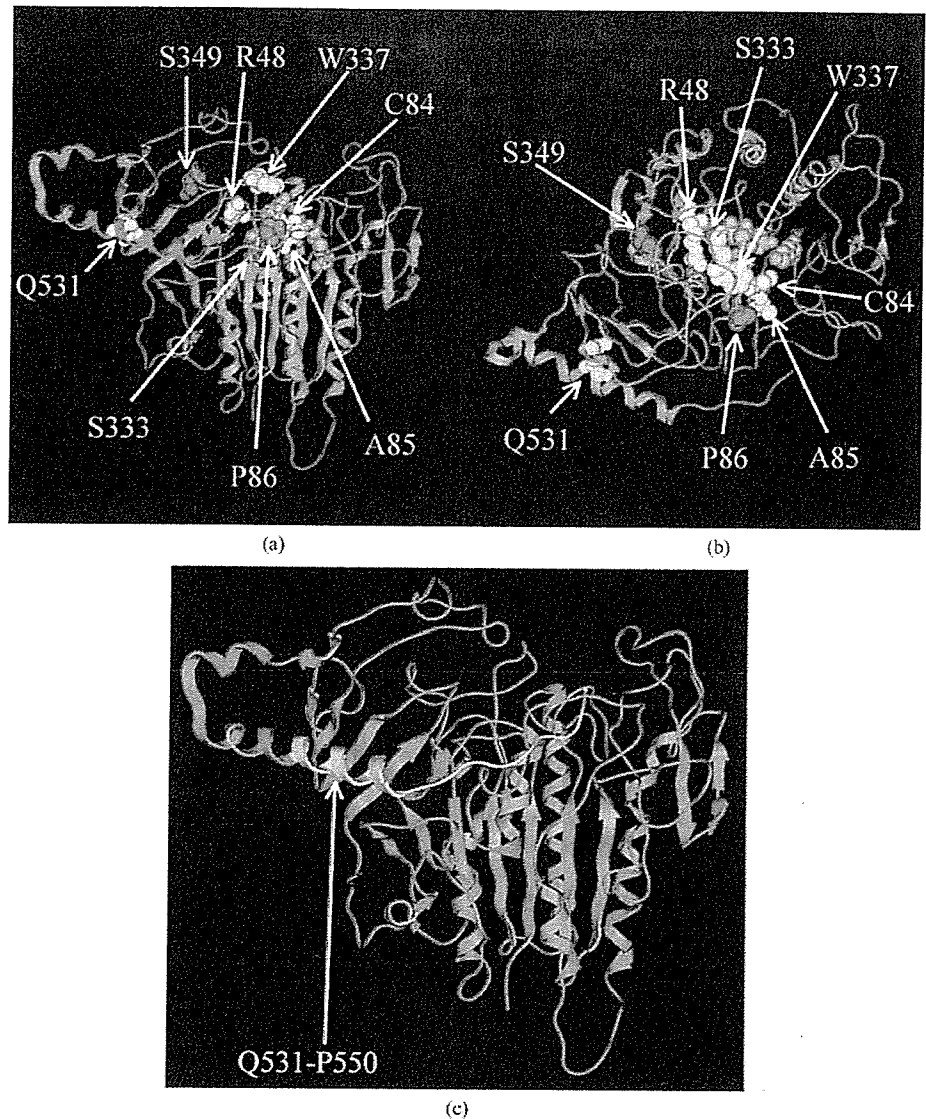 S349 R48 W337
C84
Q531
S333
P86
A85
S333
R48 W337
S349
C84
Q531
P86 A85
(a) (b)
Q531-P550
(c)